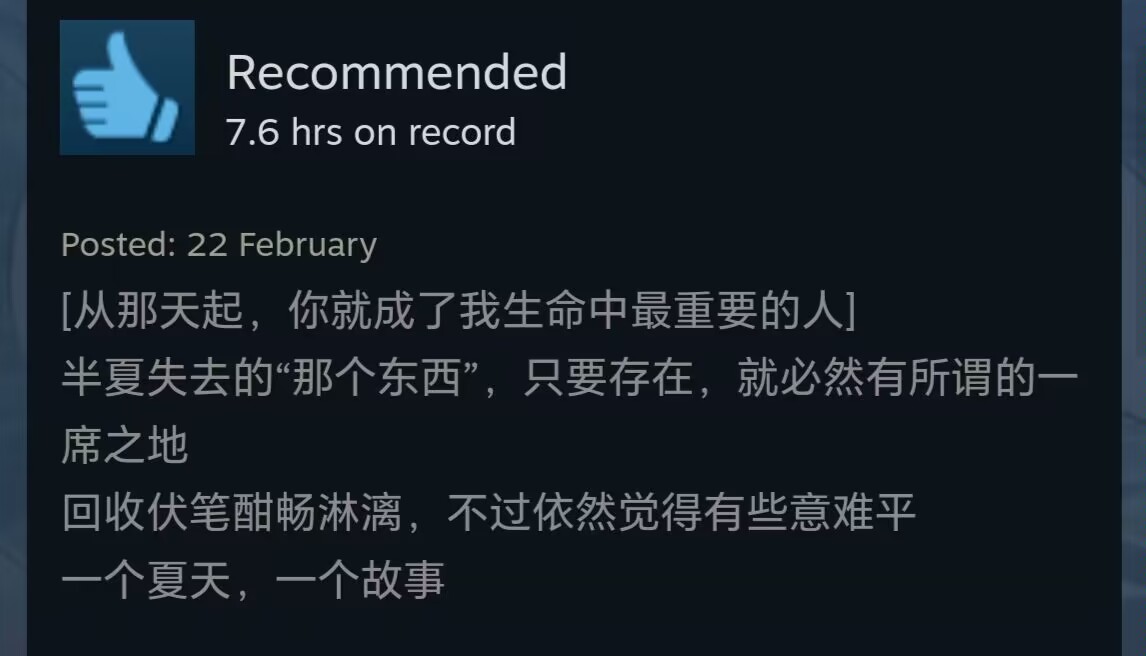 Recommended
7.6 hrs on record
Posted: 22 February
[从那天起，你就成了我生命中最重要的人]
半夏失去的“那个东西”，只要存在，就必然有所谓的一
席之地
回收伏笔酣畅淋漓，不过依然觉得有些意难平
一个夏天，一个故事